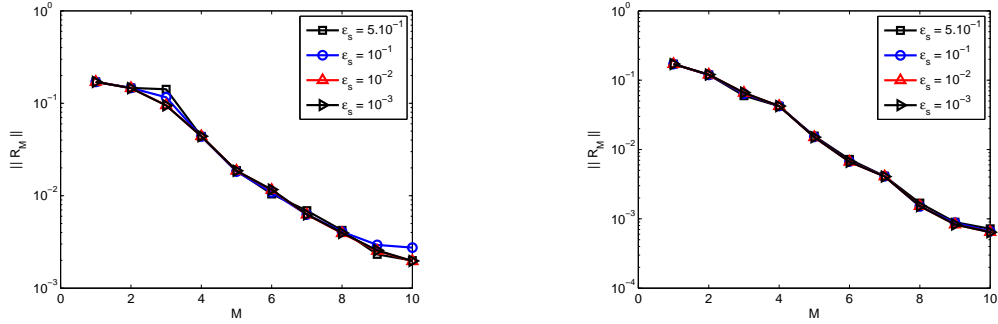 10^0
10^-1
10^-2
10^-3
|| R_M ||
0 2 4 6 8 10
M
ε_s = 5.10^-1
ε_s = 10^-1
ε_s = 10^-2
ε_s = 10^-3
10^0
10^-1
10^-2
10^-3
10^-4
|| R_M ||
0 2 4 6 8 10
M
ε_s = 5.10^-1
ε_s = 10^-1
ε_s = 10^-2
ε_s = 10^-3